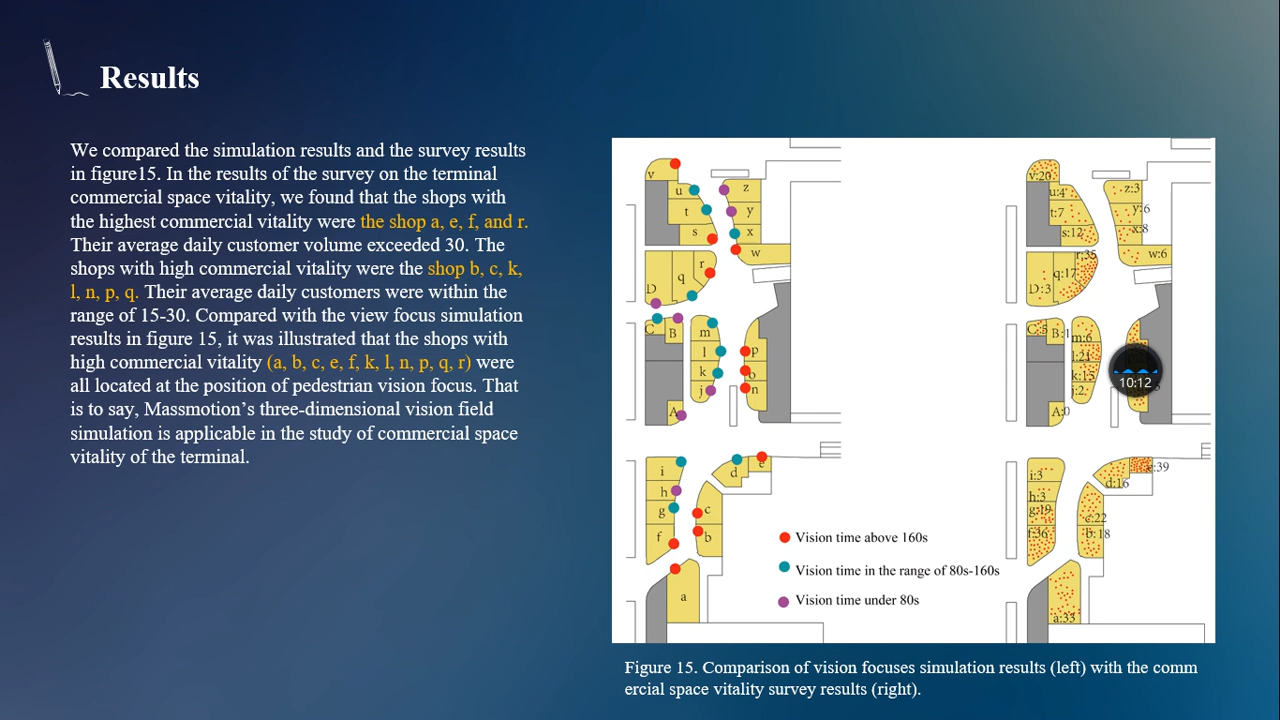 Results
We compared the simulation results and the survey results
in figure15. In the results of the survey on the terminal
commercial space vitality, we found that the shops with
the highest commercial vitality were the shop a, e, f, and r.
Their average daily customer volume exceeded 30. The
shops with high commercial vitality were the shop b, c, k,
l, n, p, q. Their average daily customers were within the
range of 15-30. Compared with the view focus simulation
results in figure 15, it was illustrated that the shops with
high commercial vitality (a, b, c, e, f, k, l, n, p, q, r) were
all located at the position of pedestrian vision focus. That
is to say, Massmotion’s three-dimensional vision field
simulation is applicable in the study of commercial space
vitality of the terminal.
v
u
z
t
y
s
x
w
r
q
D
C
B
m
l
p
k
o
j
n
A
i
d
e
h
g
c
f
b
a
Vision time above 160s
Vision time in the range of 80s-160s
Vision time under 80s
v:20
u:4
z:3
t:7
y:6
s:12
x:8
w:6
r:35
q:17
D:3
C:5
B:1
m:6
l:21
k:15
j:2
10:12
A:0
i:3
d:16
e:39
h:3
g:19
c:22
f:36
b:18
a:33
Figure 15. Comparison of vision focuses simulation results (left) with the comm
ercial space vitality survey results (right).